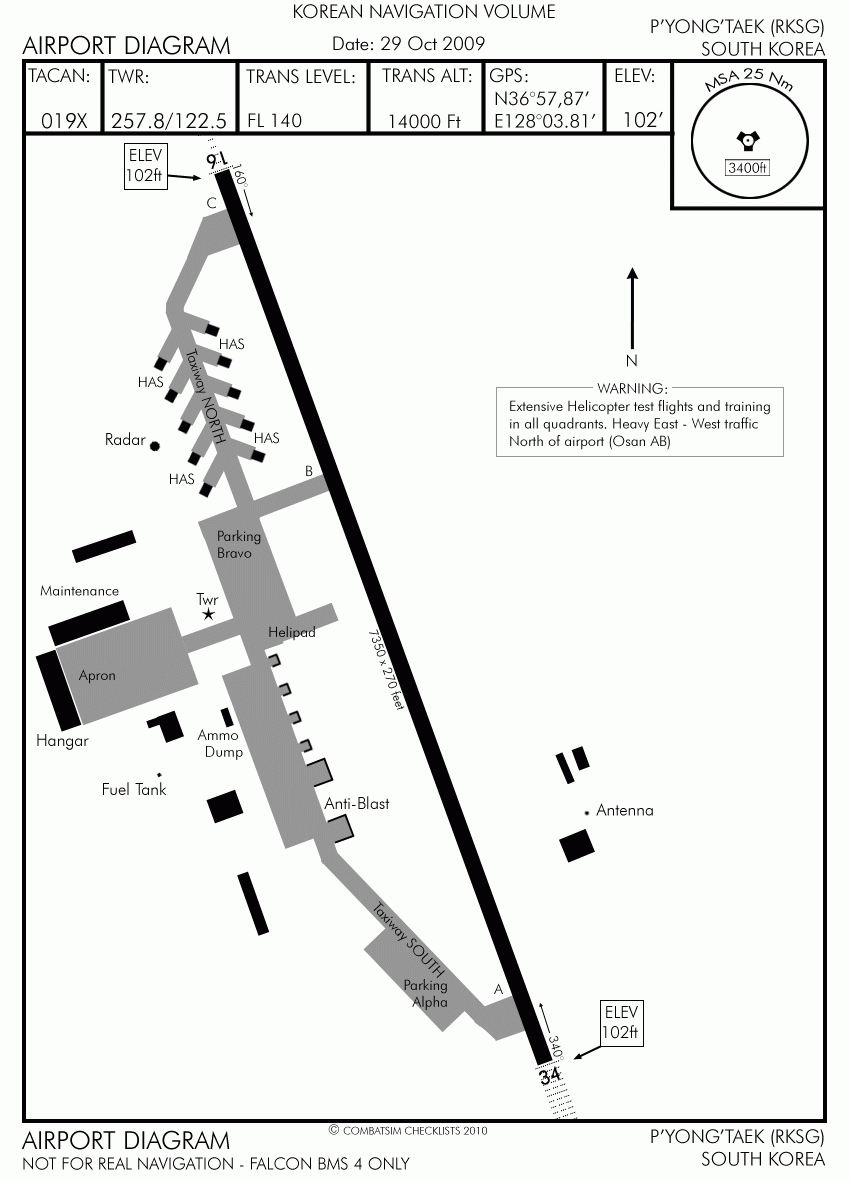 KOREAN NAVIGATION VOLUME
AIRPORT DIAGRAM
Date: 29 Oct 2009
P'YONG'TAEK (RKSG)
SOUTH KOREA
TACAN:
019X
TWR:
257.8/122.5
TRANS LEVEL:
FL 140
TRANS ALT:
14000 Ft
GPS:
N36°57,87'
E128°03.81'
ELEV:
102'
MSA 25 Nm
3400ft
ELEV
102ft
16
160°
C
HAS
HAS
Taxiway NORTH
N
WARNING:
Extensive Helicopter test flights and training
in all quadrants. Heavy East - West traffic
North of airport (Osan AB)
Radar
HAS
HAS
B
Parking
Bravo
Maintenance
Twr
Helipad
7350 x 270 feet
Apron
Hangar
Ammo
Dump
Fuel Tank
Anti-Blast
Antenna
Taxiway SOUTH
Parking
Alpha
A
ELEV
102ft
340°
34
© COMBATSIM CHECKLISTS 2010
AIRPORT DIAGRAM
NOT FOR REAL NAVIGATION - FALCON BMS 4 ONLY
P'YONG'TAEK (RKSG)
SOUTH KOREA